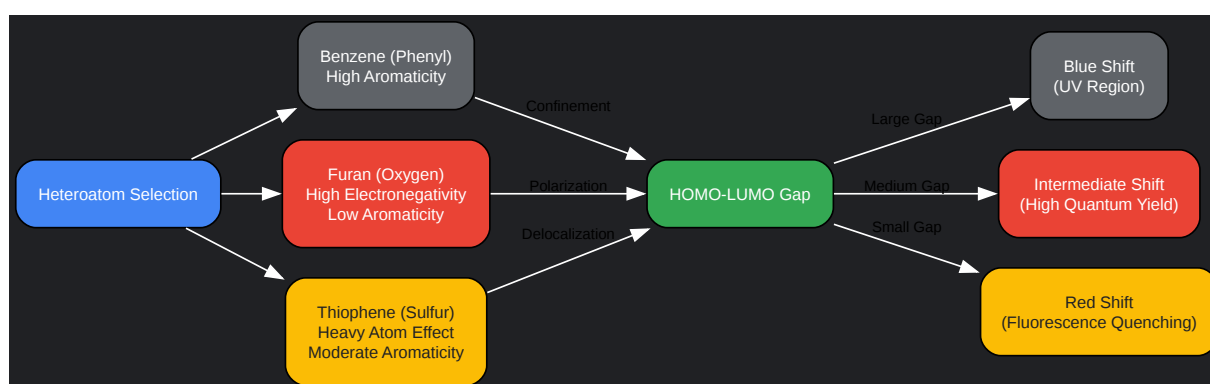 Heteroatom Selection
Benzene (Phenyl)
High Aromaticity
Furan (Oxygen)
High Electronegativity
Low Aromaticity
Thiophene (Sulfur)
Heavy Atom Effect
Moderate Aromaticity
Confinement
Polarization
Delocalization
HOMO-LUMO Gap
Large Gap
Medium Gap
Small Gap
Blue Shift
(UV Region)
Intermediate Shift
(High Quantum Yield)
Red Shift
(Fluorescence Quenching)